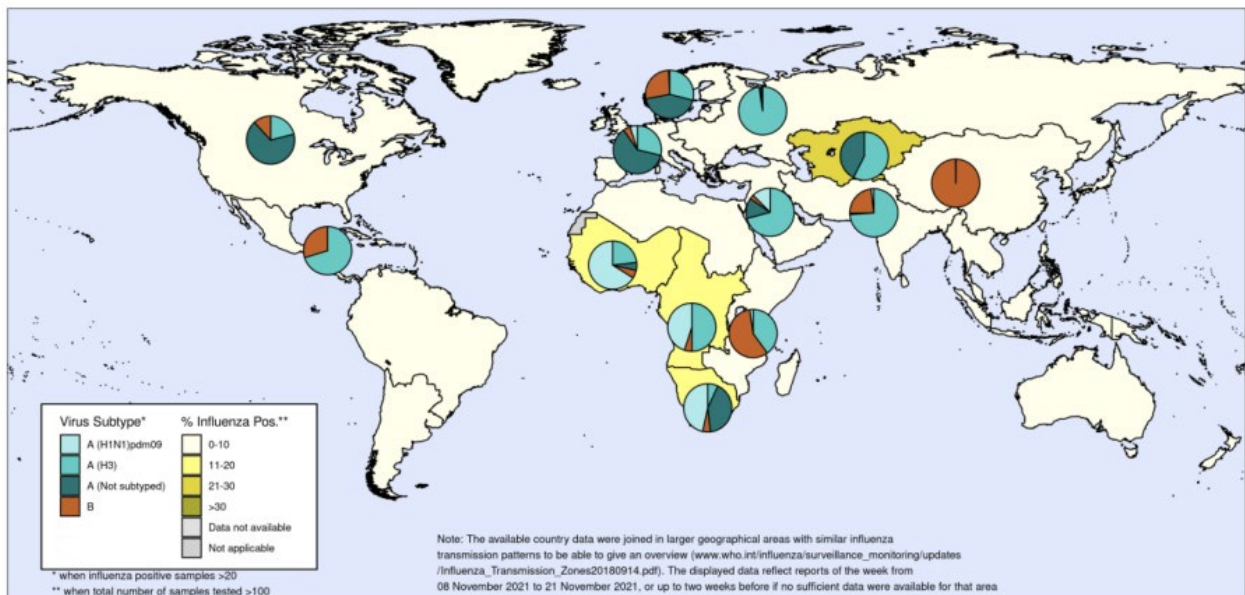 Virus Subtype*
A (H1N1)pdm09
A (H3)
A (Not subtyped)
B
% Influenza Pos.**
0-10
11-20
21-30
>30
Data not available
Not applicable
* when influenza positive samples >20
** when total number of samples tested >100
Note: The available country data were joined in larger geographical areas with similar influenza
transmission patterns to be able to give an overview (www.who.int/influenza/surveillance_monitoring/updates
/Influenza_Transmission_Zones20180914.pdf). The displayed data reflect reports of the week from
08 November 2021 to 21 November 2021, or up to two weeks before if no sufficient data were available for that area